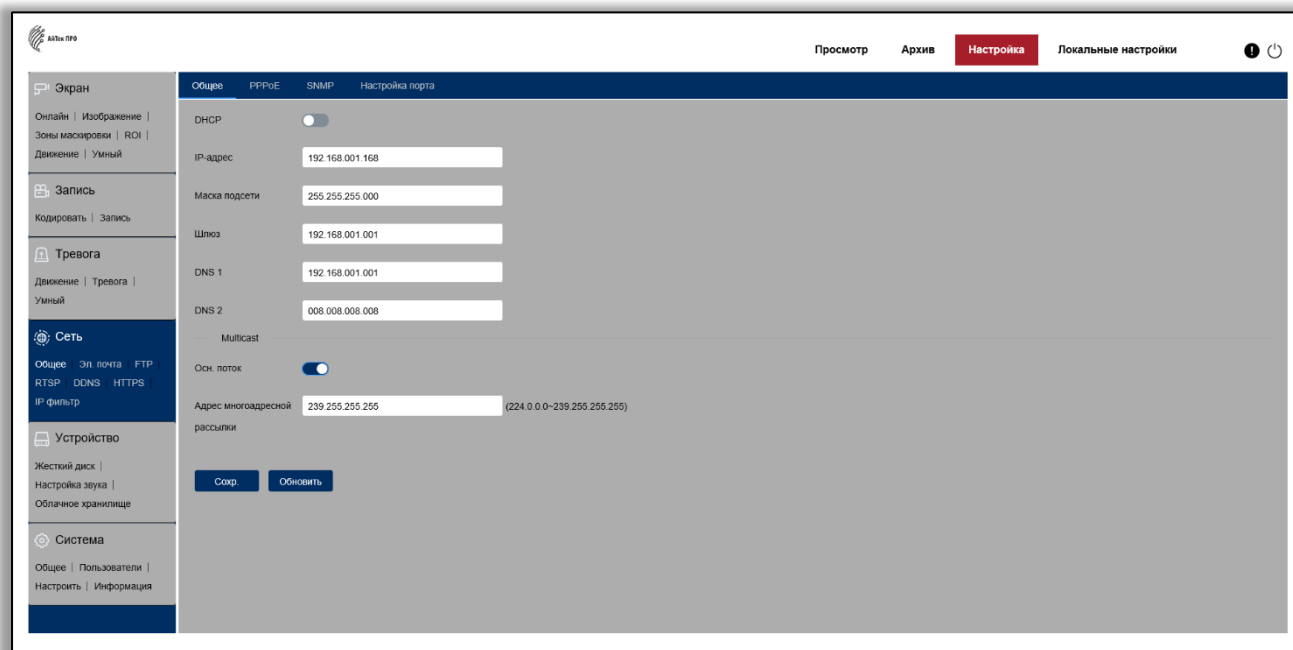 АйТек ПРО
Просмотр Архив Настройка Локальные настройки
Экран
Онлайн | Изображение |
Зоны маскировки | ROI |
Движение | Умный
Запись
Кодировать | Запись
Тревога
Движение | Тревога |
Умный
Сеть
Общее | Эл. почта | FTP |
RTSP | DDNS | HTTPS |
IP фильтр
Устройство
Жесткий диск |
Настройка звука |
Облачное хранилище
Система
Общее | Пользователи |
Настроить | Информация
Общее PPPoE SNMP Настройка порта
DHCP
IP-адрес 192.168.001.168
Маска подсети 255.255.255.000
Шлюз 192.168.001.001
DNS 1 192.168.001.001
DNS 2 008.008.008.008
Multicast
Осн. поток
Адрес многоадресной 239.255.255.255 (224.0.0.0~239.255.255.255)
рассылки
Сохр. Обновить